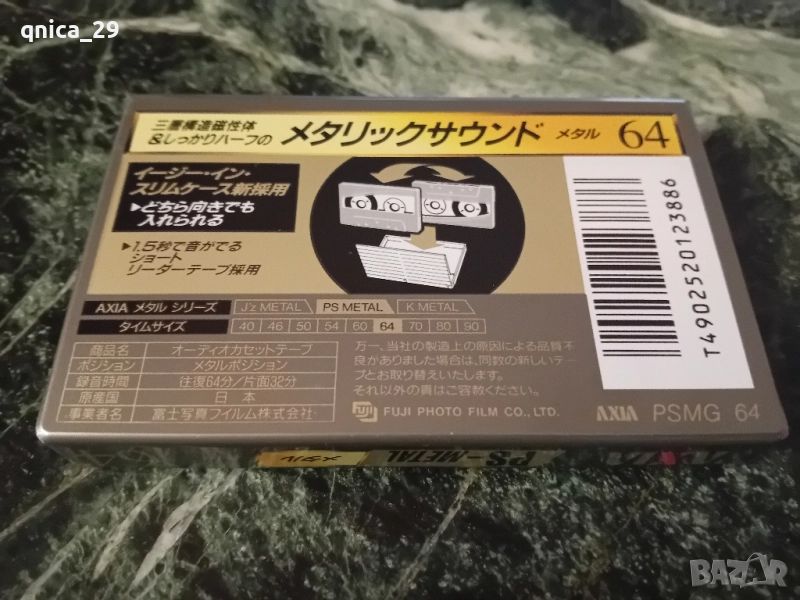 qnica_29
三重構造磁性体
&しっかりハーフの
メタリックサウンド メタル 64
イージー・イン・
スリムケース新採用
▶どちら向きでも
入れられる
▶1.5秒で音がでる
ショート
リーダーテープ採用
AXIA メタル シリーズ J'z METAL PS METAL K METAL
タイムサイズ 40 46 50 54 60 64 70 80 90
商品名 オーディオカセットテープ
ポジション メタルポジション
録音時間 往復64分/片面32分
原産国 日本
事業者名 富士写真フイルム株式会社
万一、当社の製造上の原因による品質不
良がありました場合は、同数の新しいテー
プとお取り替えいたします。
それ以外の責はご容赦ください。
FUJI FUJI PHOTO FILM CO., LTD.
T4902520123886
AXIA PSMG 64
メタル PS-METAL
BAZAR